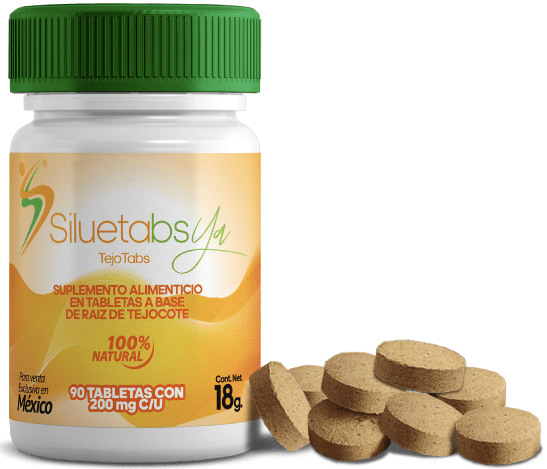 Siluetabs Ya
TejoTabs
SUPLEMENTO ALIMENTICIO
EN TABLETAS A BASE
DE RAIZ DE TEJOCOTE
100%
NATURAL
Para venta
Exclusiva en
México
90 TABLETAS CON
200 mg C/U
Cont. Net.
18g.